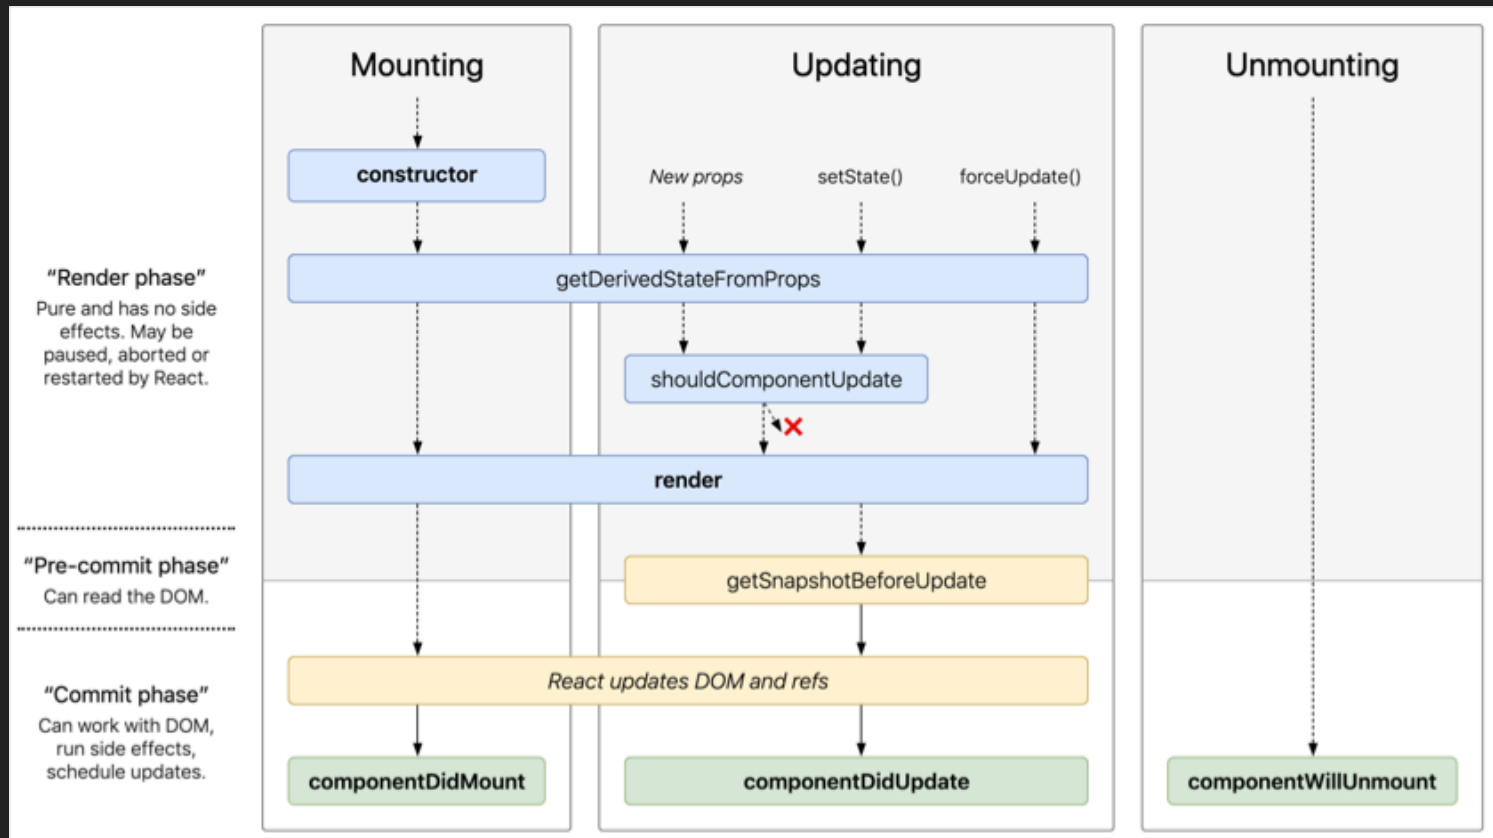 Mounting
Updating
Unmounting
constructor
New props
setState()
forceUpdate()
“Render phase”
Pure and has no side
effects. May be
paused, aborted or
restarted by React.
getDerivedStateFromProps
shouldComponentUpdate
render
“Pre-commit phase”
Can read the DOM.
getSnapshotBeforeUpdate
“Commit phase”
Can work with DOM,
run side effects,
schedule updates.
React updates DOM and refs
componentDidMount
componentDidUpdate
componentWillUnmount